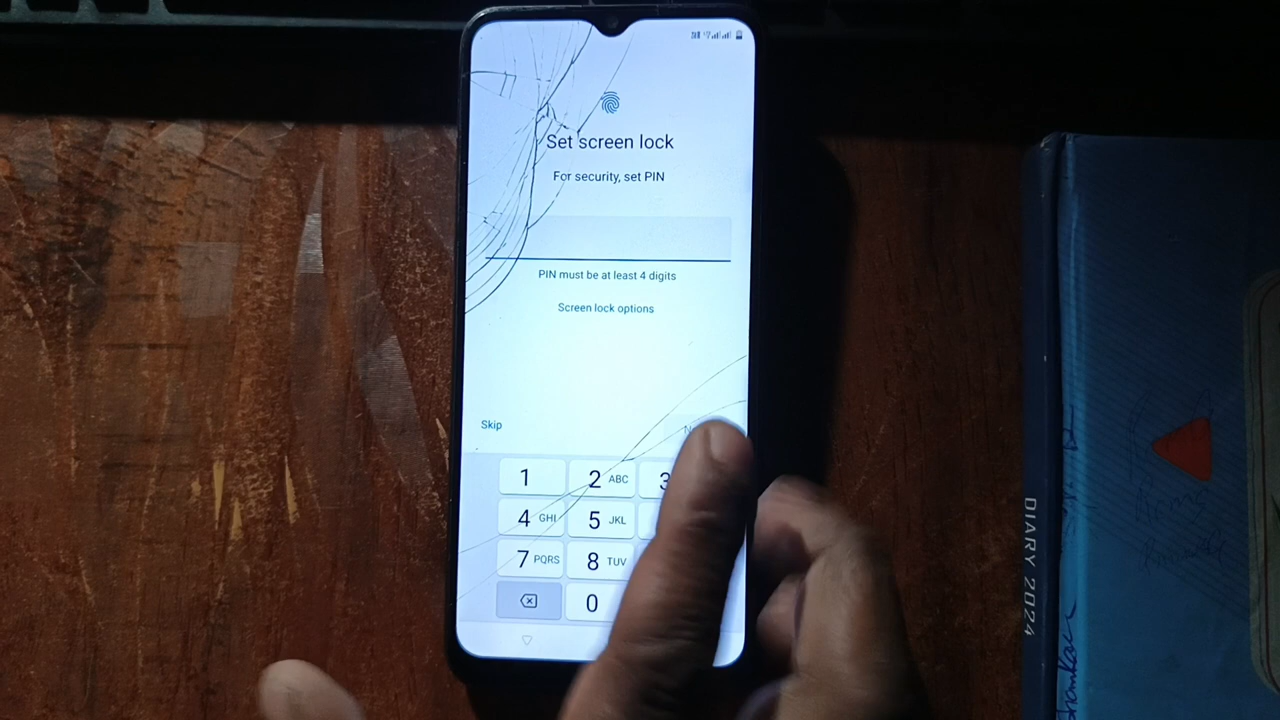 Set screen lock
For security, set PIN
PIN must be at least 4 digits
Screen lock options
Skip
1
2 ABC
3
4 GHI
5 JKL
7 PQRS
8 TUV
0
DIARY 2024